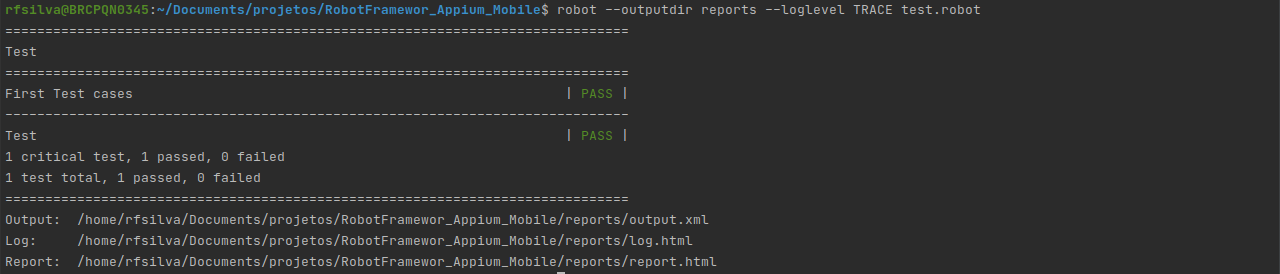 rfsilva@BRCPQN0345:~/Documents/projetos/RobotFramewor_Appium_Mobile$ robot --outputdir reports --loglevel TRACE test.robot
==============================================================================
Test
==============================================================================
First Test cases                                                      | PASS |
------------------------------------------------------------------------------
Test                                                                  | PASS |
1 critical test, 1 passed, 0 failed
1 test total, 1 passed, 0 failed
==============================================================================
Output:  /home/rfsilva/Documents/projetos/RobotFramewor_Appium_Mobile/reports/output.xml
Log:     /home/rfsilva/Documents/projetos/RobotFramewor_Appium_Mobile/reports/log.html
Report:  /home/rfsilva/Documents/projetos/RobotFramewor_Appium_Mobile/reports/report.html